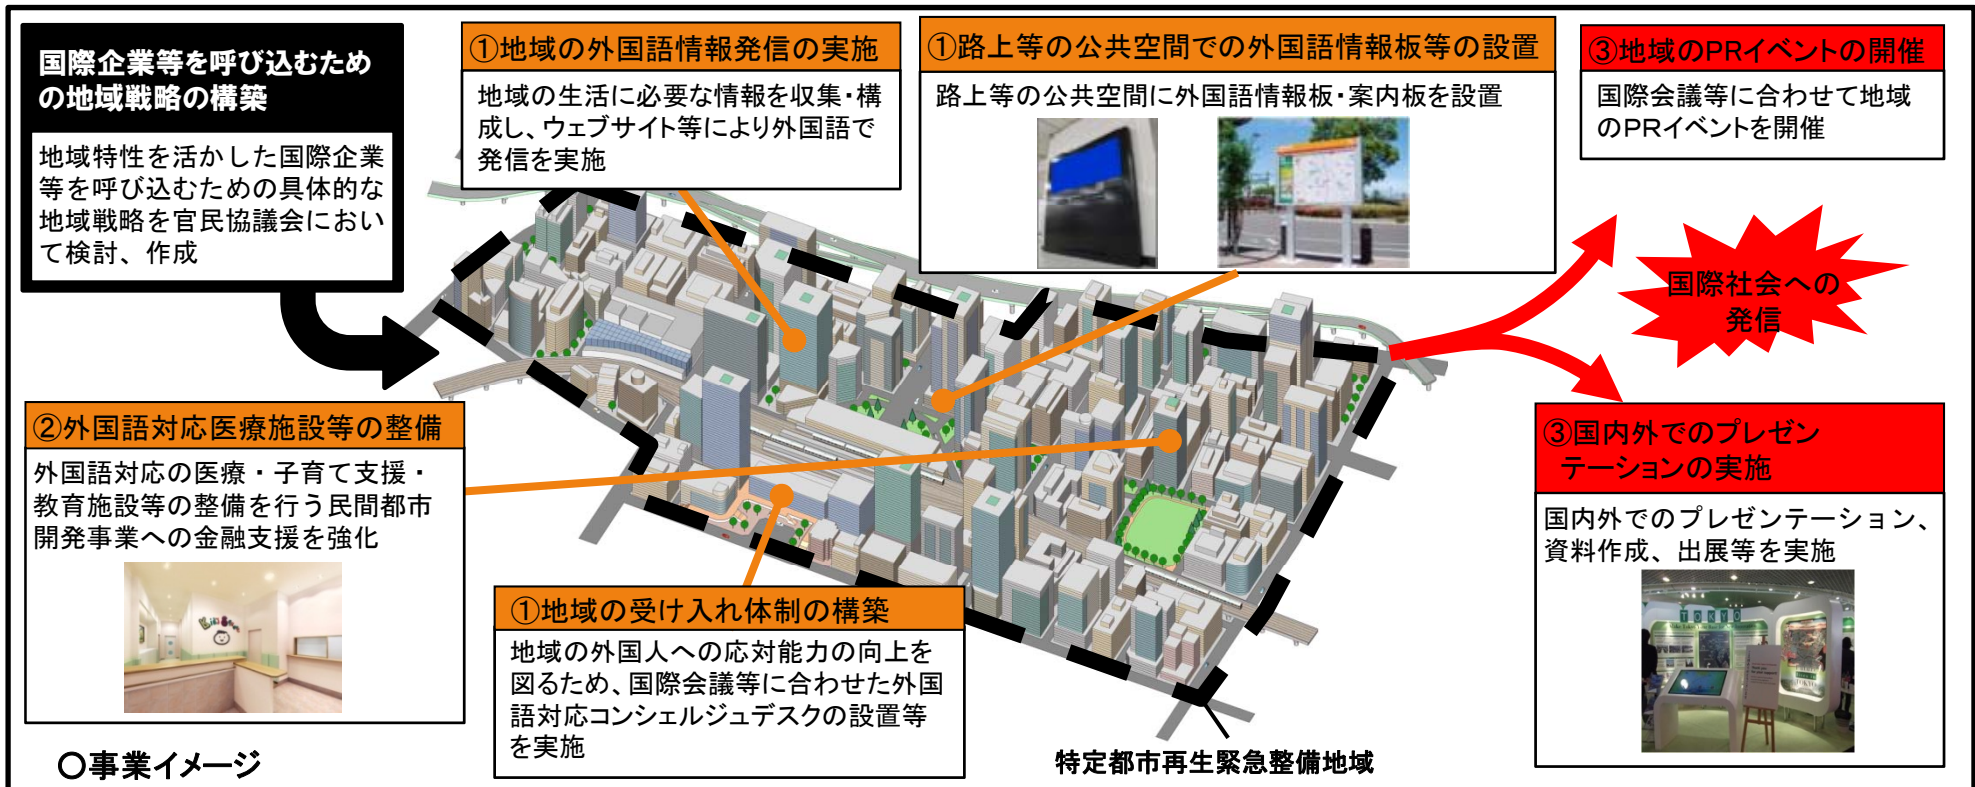 国際企業等を呼び込むため
の地域戦略の構築
地域特性を活かした国際企業
等を呼び込むための具体的な
地域戦略を官民協議会におい
て検討、作成
①地域の外国語情報発信の実施
地域の生活に必要な情報を収集・構
成し、ウェブサイト等により外国語で
発信を実施
①路上等の公共空間での外国語情報板等の設置
路上等の公共空間に外国語情報板・案内板を設置
③地域のPRイベントの開催
国際会議等に合わせて地域
のPRイベントを開催
国際社会への
発信
②外国語対応医療施設等の整備
外国語対応の医療・子育て支援・
教育施設等の整備を行う民間都市
開発事業への金融支援を強化
①地域の受け入れ体制の構築
地域の外国人への応対能力の向上を
図るため、国際会議等に合わせた外国
語対応コンシェルジュデスクの設置等
を実施
③国内外でのプレゼン
テーションの実施
国内外でのプレゼンテーション、
資料作成、出展等を実施
TOKYO
特定都市再生緊急整備地域
○事業イメージ